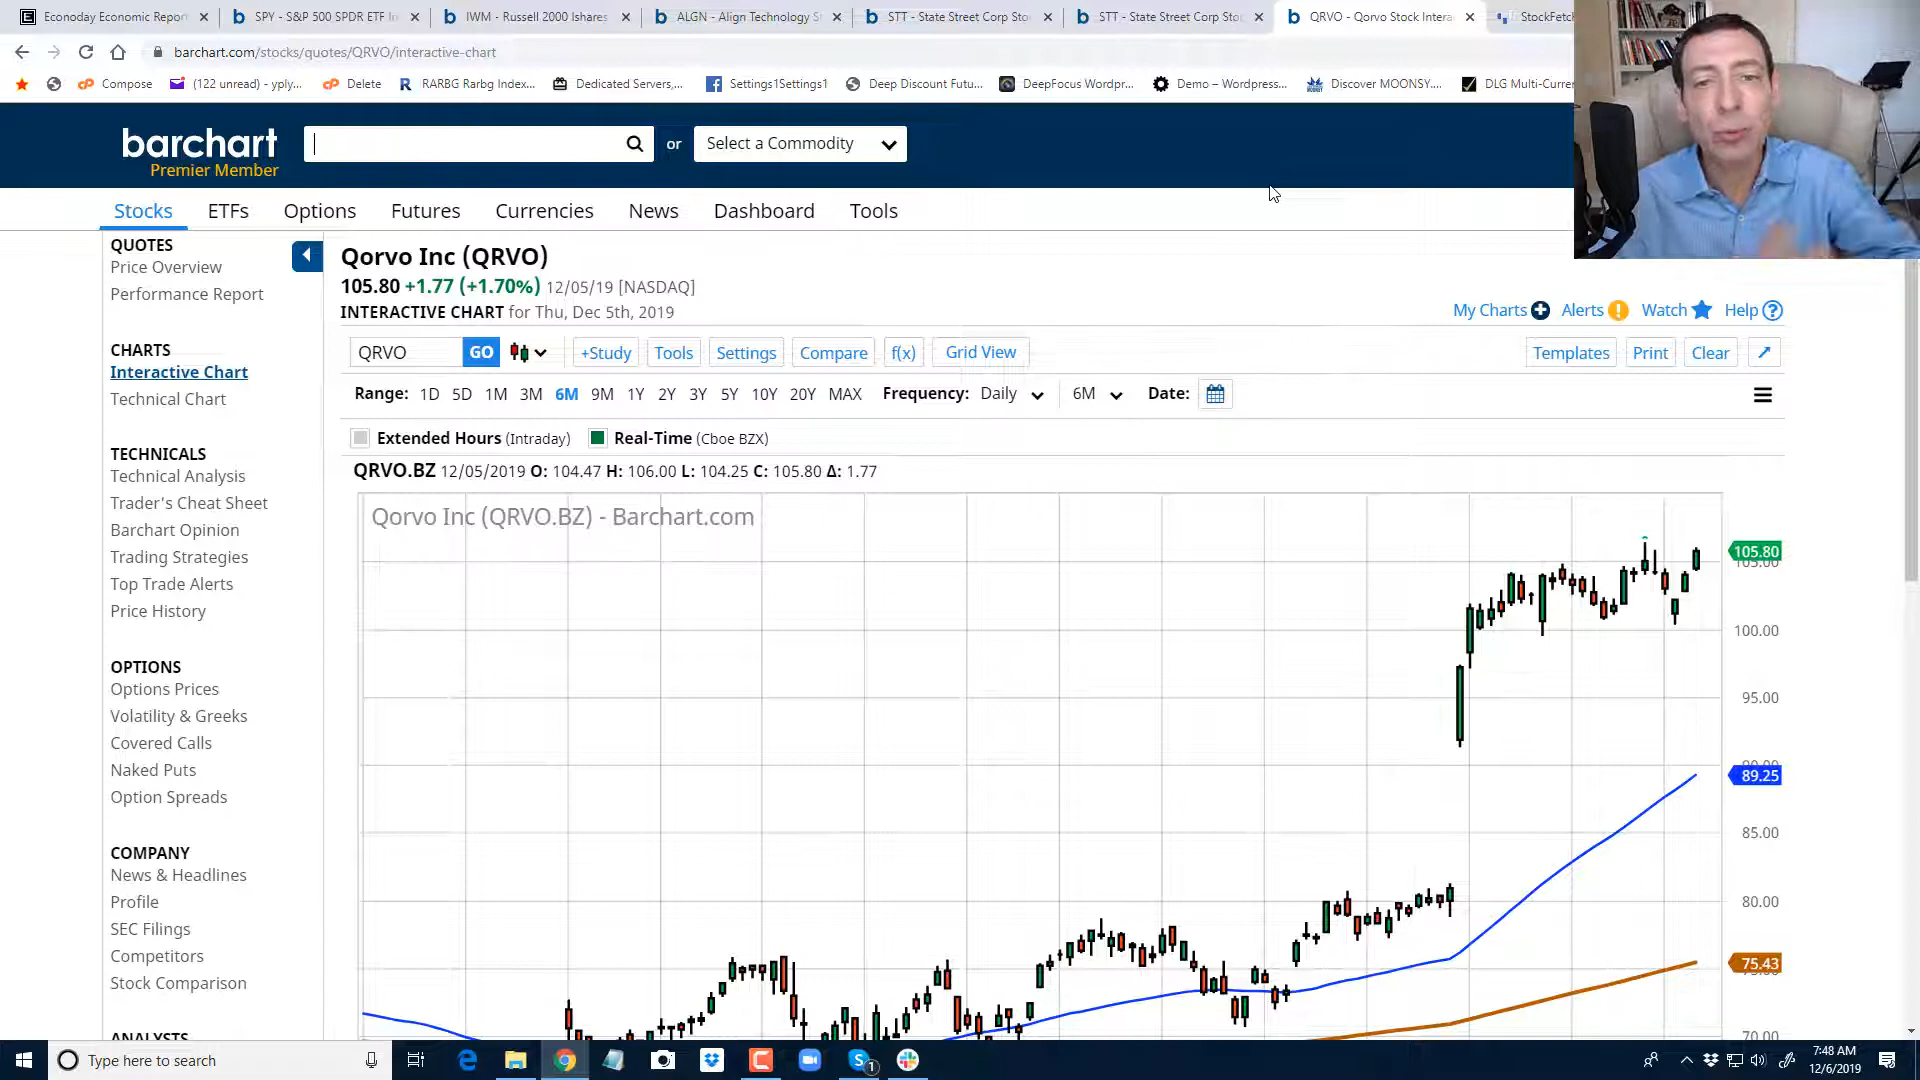 Econoday Economic Repor
SPY - S&P 500 SPDR ETF In
IWM - Russell 2000 Ishares
ALGN - Align Technology S
STT - State Street Corp Sto
STT - State Street Corp Sto
QRVO - Qorvo Stock Intera
StockFetch
barchart.com/stocks/quotes/QRVO/interactive-chart
Compose
(122 unread) - yply...
Delete
RARBG Rarbg Index...
Dedicated Servers,...
Settings1Settings1
Deep Discount Futu...
DeepFocus Wordpr...
Demo – Wordpress...
Discover MOONSY....
DLG Multi-Curre
barchart
Premier Member
or
Select a Commodity
Stocks
ETFs
Options
Futures
Currencies
News
Dashboard
Tools
QUOTES
Price Overview
Performance Report
CHARTS
Interactive Chart
Technical Chart
TECHNICALS
Technical Analysis
Trader's Cheat Sheet
Barchart Opinion
Trading Strategies
Top Trade Alerts
Price History
OPTIONS
Options Prices
Volatility & Greeks
Covered Calls
Naked Puts
Option Spreads
COMPANY
News & Headlines
Profile
SEC Filings
Competitors
Stock Comparison
ANALYSTS
Qorvo Inc (QRVO)
105.80 +1.77 (+1.70%) 12/05/19 [NASDAQ]
INTERACTIVE CHART for Thu, Dec 5th, 2019
My Charts
Alerts
Watch
Help
QRVO
GO
+Study
Tools
Settings
Compare
f(x)
Grid View
Templates
Print
Clear
Range: 1D 5D 1M 3M 6M 9M 1Y 2Y 3Y 5Y 10Y 20Y MAX
Frequency: Daily
6M
Date:
Extended Hours (Intraday)
Real-Time (Cboe BZX)
QRVO.BZ 12/05/2019 O: 104.47 H: 106.00 L: 104.25 C: 105.80 Δ: 1.77
Qorvo Inc (QRVO.BZ) - Barchart.com
105.80
105.00
100.00
95.00
90.00
89.25
85.00
80.00
75.43
70.00
Type here to search
1
7:48 AM
12/6/2019